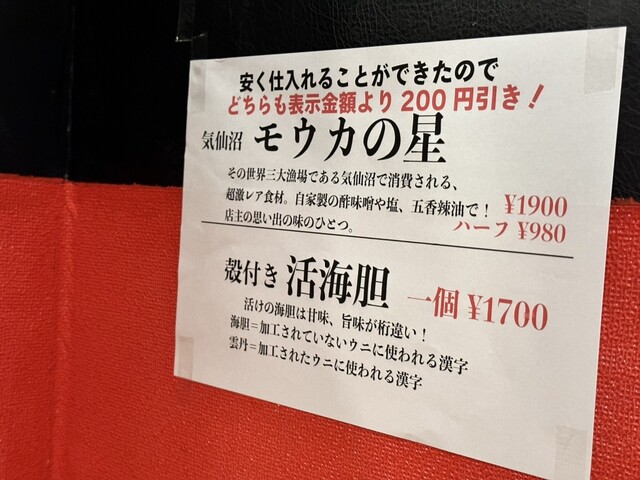 安く仕入れることができたので
どちらも表示金額より200円引き！
気仙沼 モウカの星
その世界三大漁場である気仙沼で消費される、
超激レア食材。自家製の酢味噌や塩、五香辣油で！ ¥1900
店主の思い出の味のひとつ。 ハーフ ¥980
殻付き 活海胆 一個 ¥1700
活けの海胆は甘味、旨味が桁違い！
海胆＝加工されていないウニに使われる漢字
雲丹＝加工されたウニに使われる漢字